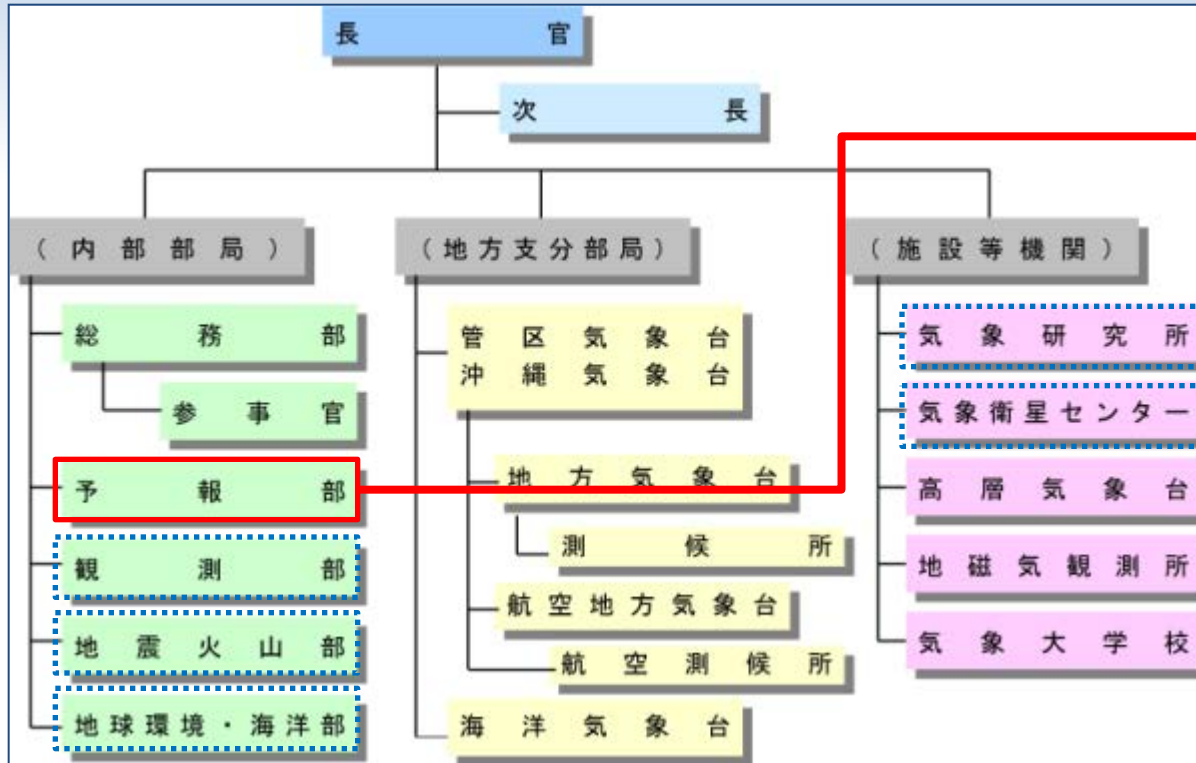 長官
次長
（内部部局）
総務部
参事官
予報部
観測部
地震火山部
地球環境・海洋部
（地方支分部局）
管区気象台
沖縄気象台
地方気象台
測候所
航空地方気象台
航空測候所
海洋気象台
（施設等機関）
気象研究所
気象衛星センター
高層気象台
地磁気観測所
気象大学校